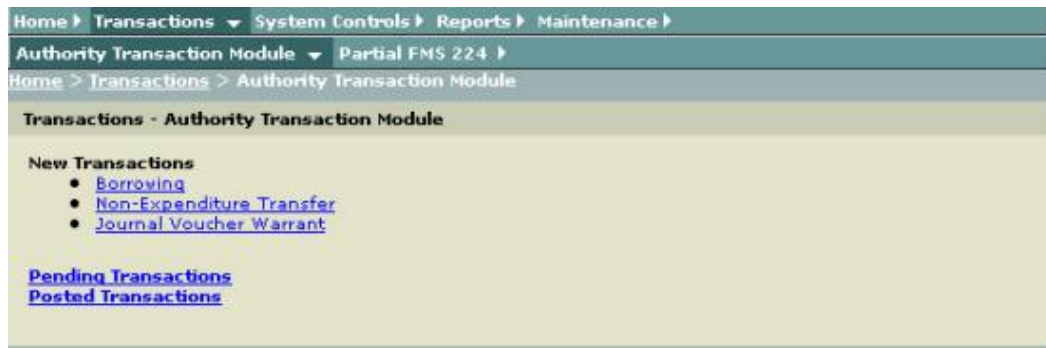 Home Transactions System Controls Reports Maintenance
Authority Transaction Module Partial FMS 224
Home > Transactions > Authority Transaction Module
Transactions - Authority Transaction Module
New Transactions
• Borrowing
• Non-Expenditure Transfer
• Journal Voucher Warrant
Pending Transactions
Posted Transactions